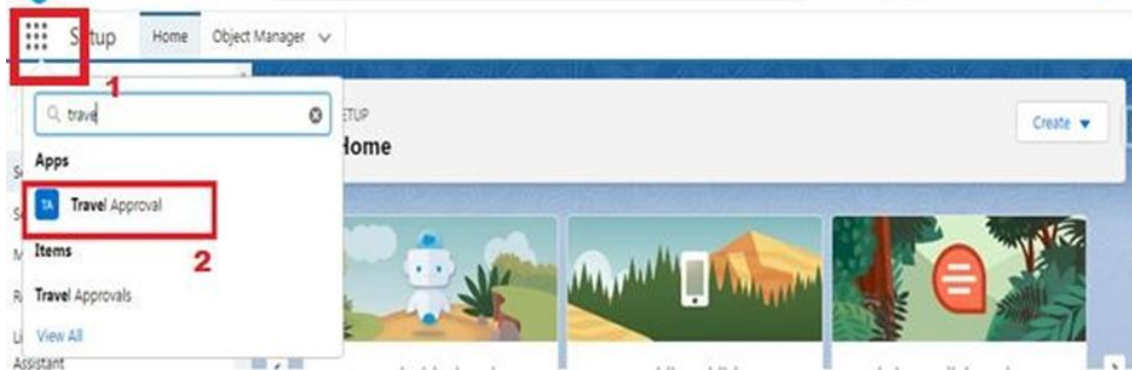 Setup Home Object Manager
1
trave
SETUP
Home
Create
Apps
TA Travel Approval
Items
2
Travel Approvals
View All
Assistant